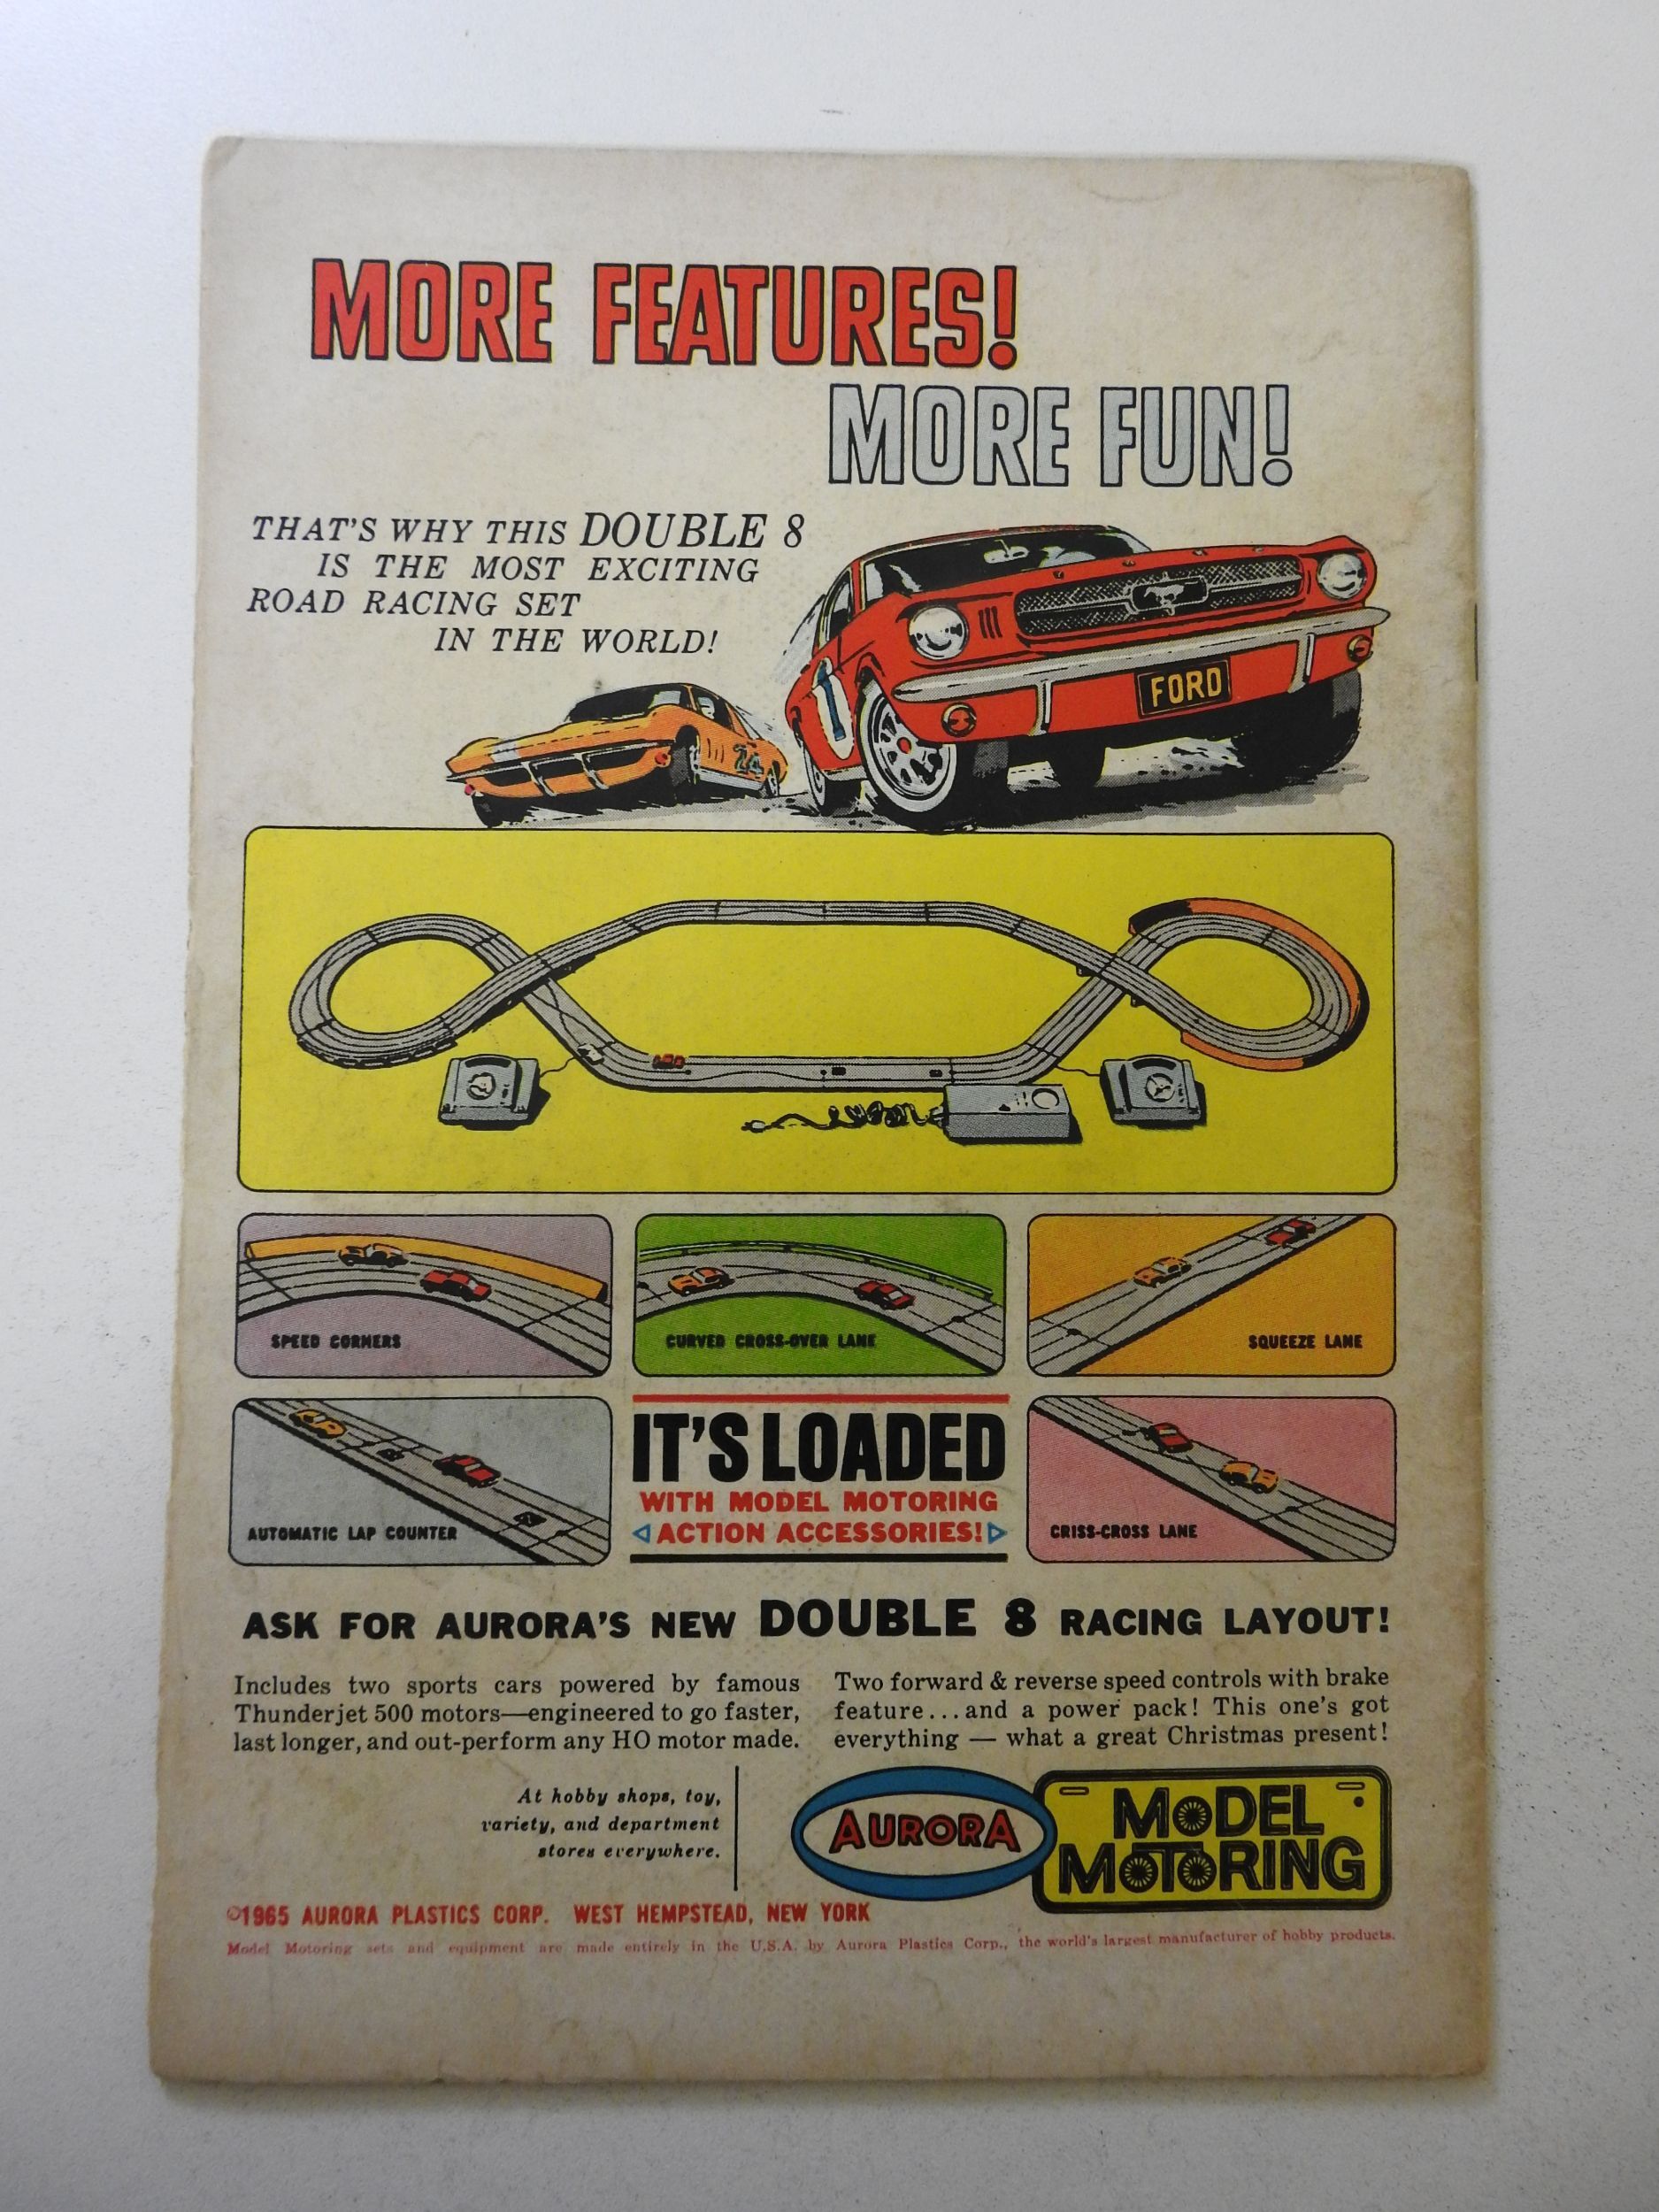 MORE FEATURES!
MORE FUN!
THAT'S WHY THIS DOUBLE 8
IS THE MOST EXCITING
ROAD RACING SET
IN THE WORLD!
FORD
SPEED CORNERS
CURVED CROSS-OVER LANE
SQUEEZE LANE
AUTOMATIC LAP COUNTER
IT'S LOADED
WITH MODEL MOTORING
ACTION ACCESSORIES!
CRISS-CROSS LANE
ASK FOR AURORA'S NEW DOUBLE 8 RACING LAYOUT!
Includes two sports cars powered by famous
Thunderjet 500 motors—engineered to go faster,
last longer, and out-perform any HO motor made.
Two forward & reverse speed controls with brake
feature...and a power pack! This one's got
everything — what a great Christmas present!
At hobby shops, toy,
variety, and department
stores everywhere.
AURORA
MODEL
MOTORING
©1965 AURORA PLASTICS CORP. WEST HEMPSTEAD, NEW YORK
Model Motoring sets and equipment are made entirely in the U.S.A. by Aurora Plastics Corp., the world's largest manufacturer of hobby products.